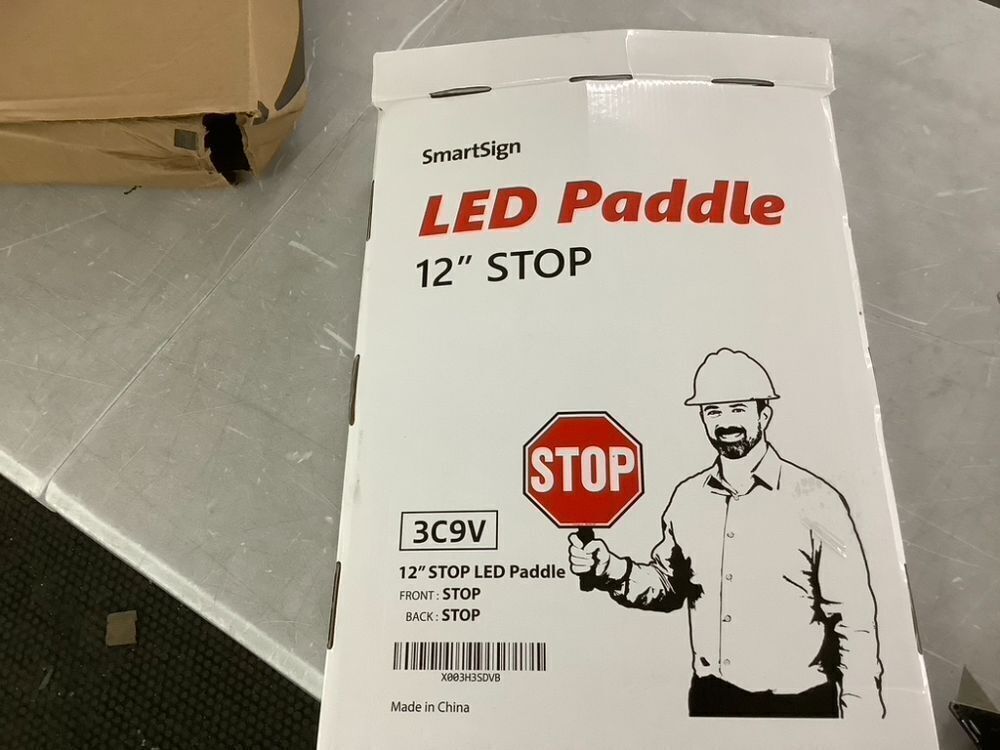 SmartSign
LED Paddle
12” STOP
STOP
3C9V
12” STOP LED Paddle
FRONT : STOP
BACK : STOP
X003H3SDVB
Made in China